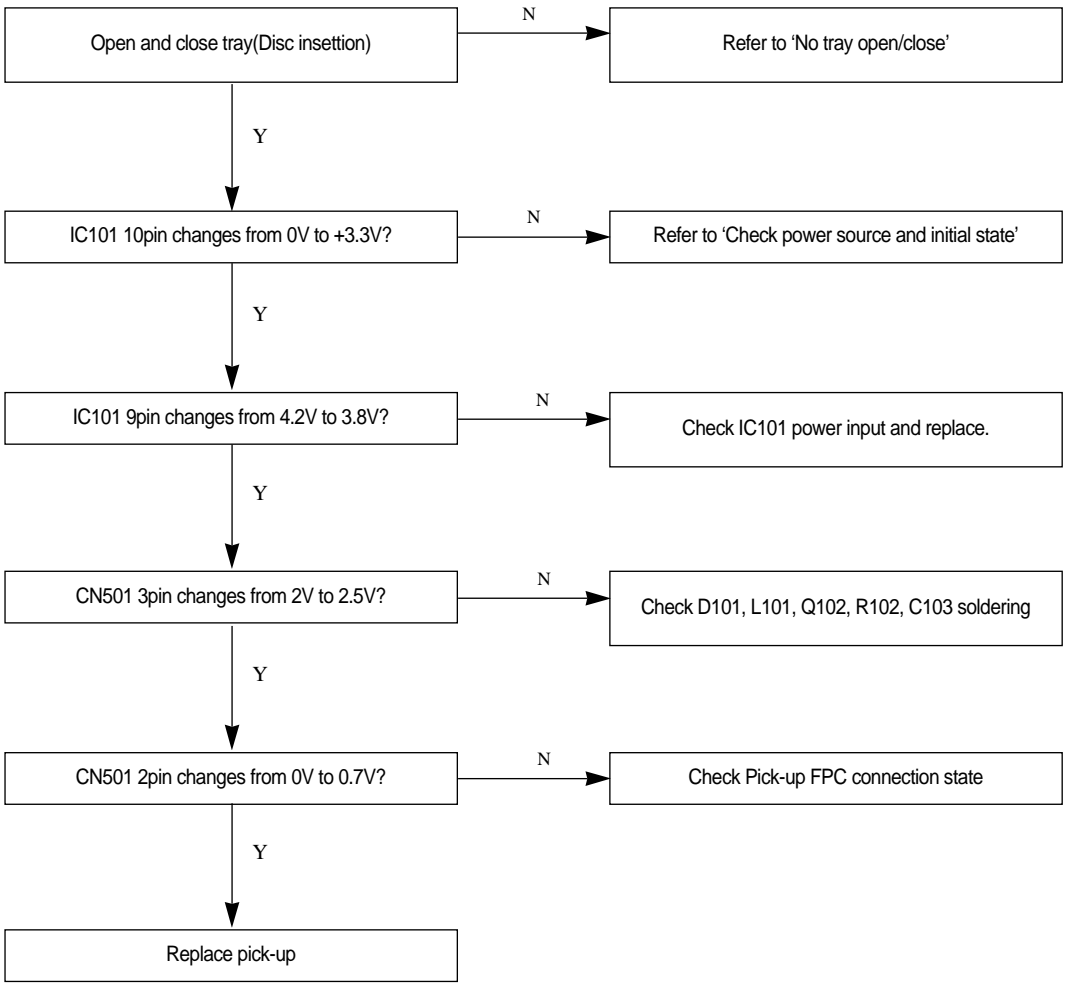 Open and close tray(Disc insettion)
N
Refer to ‘No tray open/close’
Y
IC101 10pin changes from 0V to +3.3V?
N
Refer to ‘Check power source and initial state’
Y
IC101 9pin changes from 4.2V to 3.8V?
N
Check IC101 power input and replace.
Y
CN501 3pin changes from 2V to 2.5V?
N
Check D101, L101, Q102, R102, C103 soldering
Y
CN501 2pin changes from 0V to 0.7V?
N
Check Pick-up FPC connection state
Y
Replace pick-up